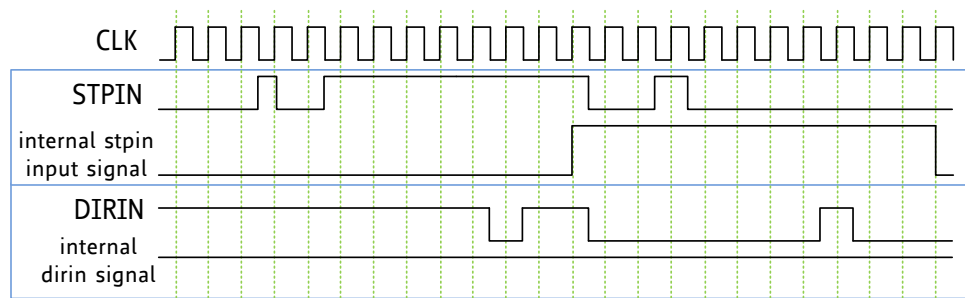 CLK
STPIN
internal stpin
input signal
DIRIN
internal
dirin signal